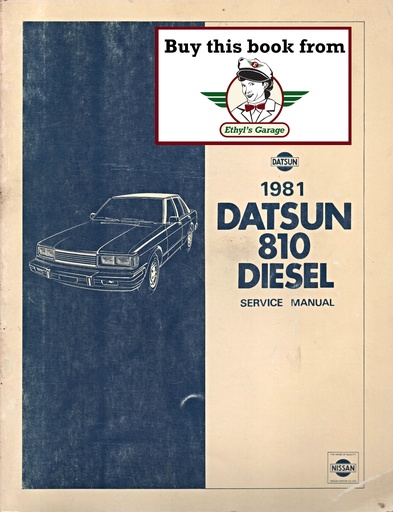 Buy this book from
Ethyl's Garage
DATSUN
1981
DATSUN
810
DIESEL
SERVICE MANUAL
NISSAN